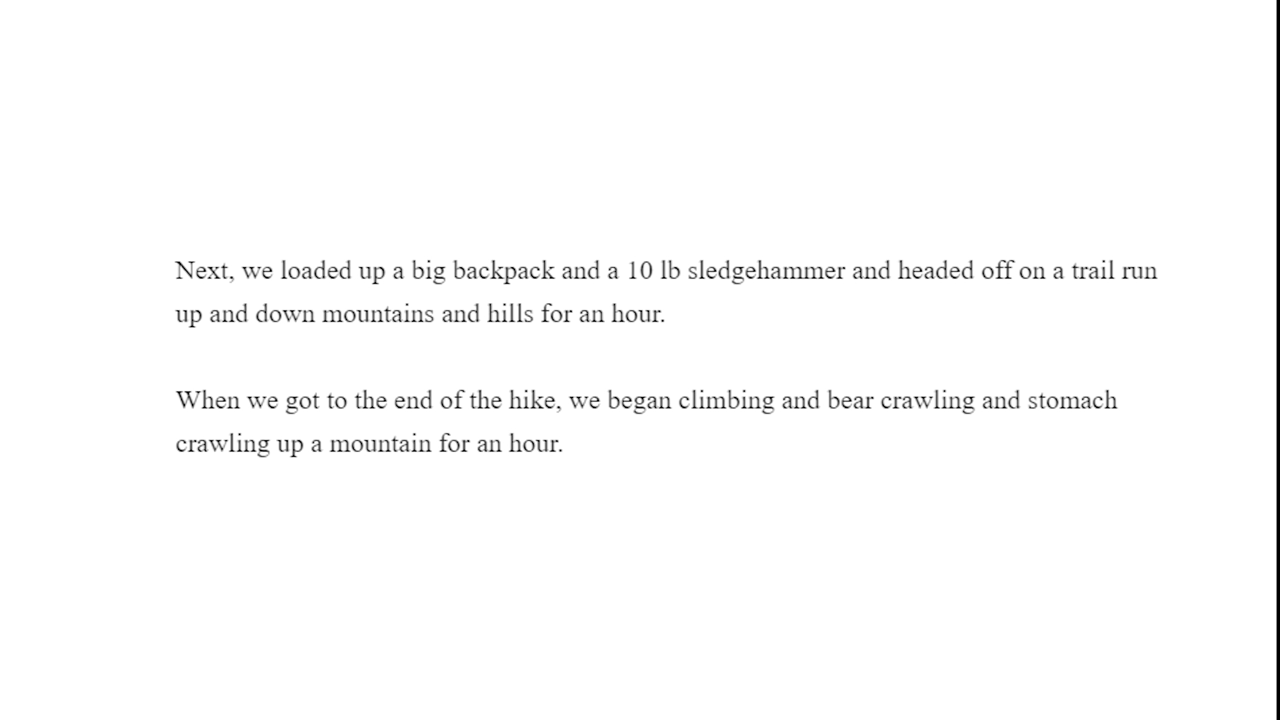 Next, we loaded up a big backpack and a 10 lb sledgehammer and headed off on a trail run
up and down mountains and hills for an hour.
When we got to the end of the hike, we began climbing and bear crawling and stomach
crawling up a mountain for an hour.